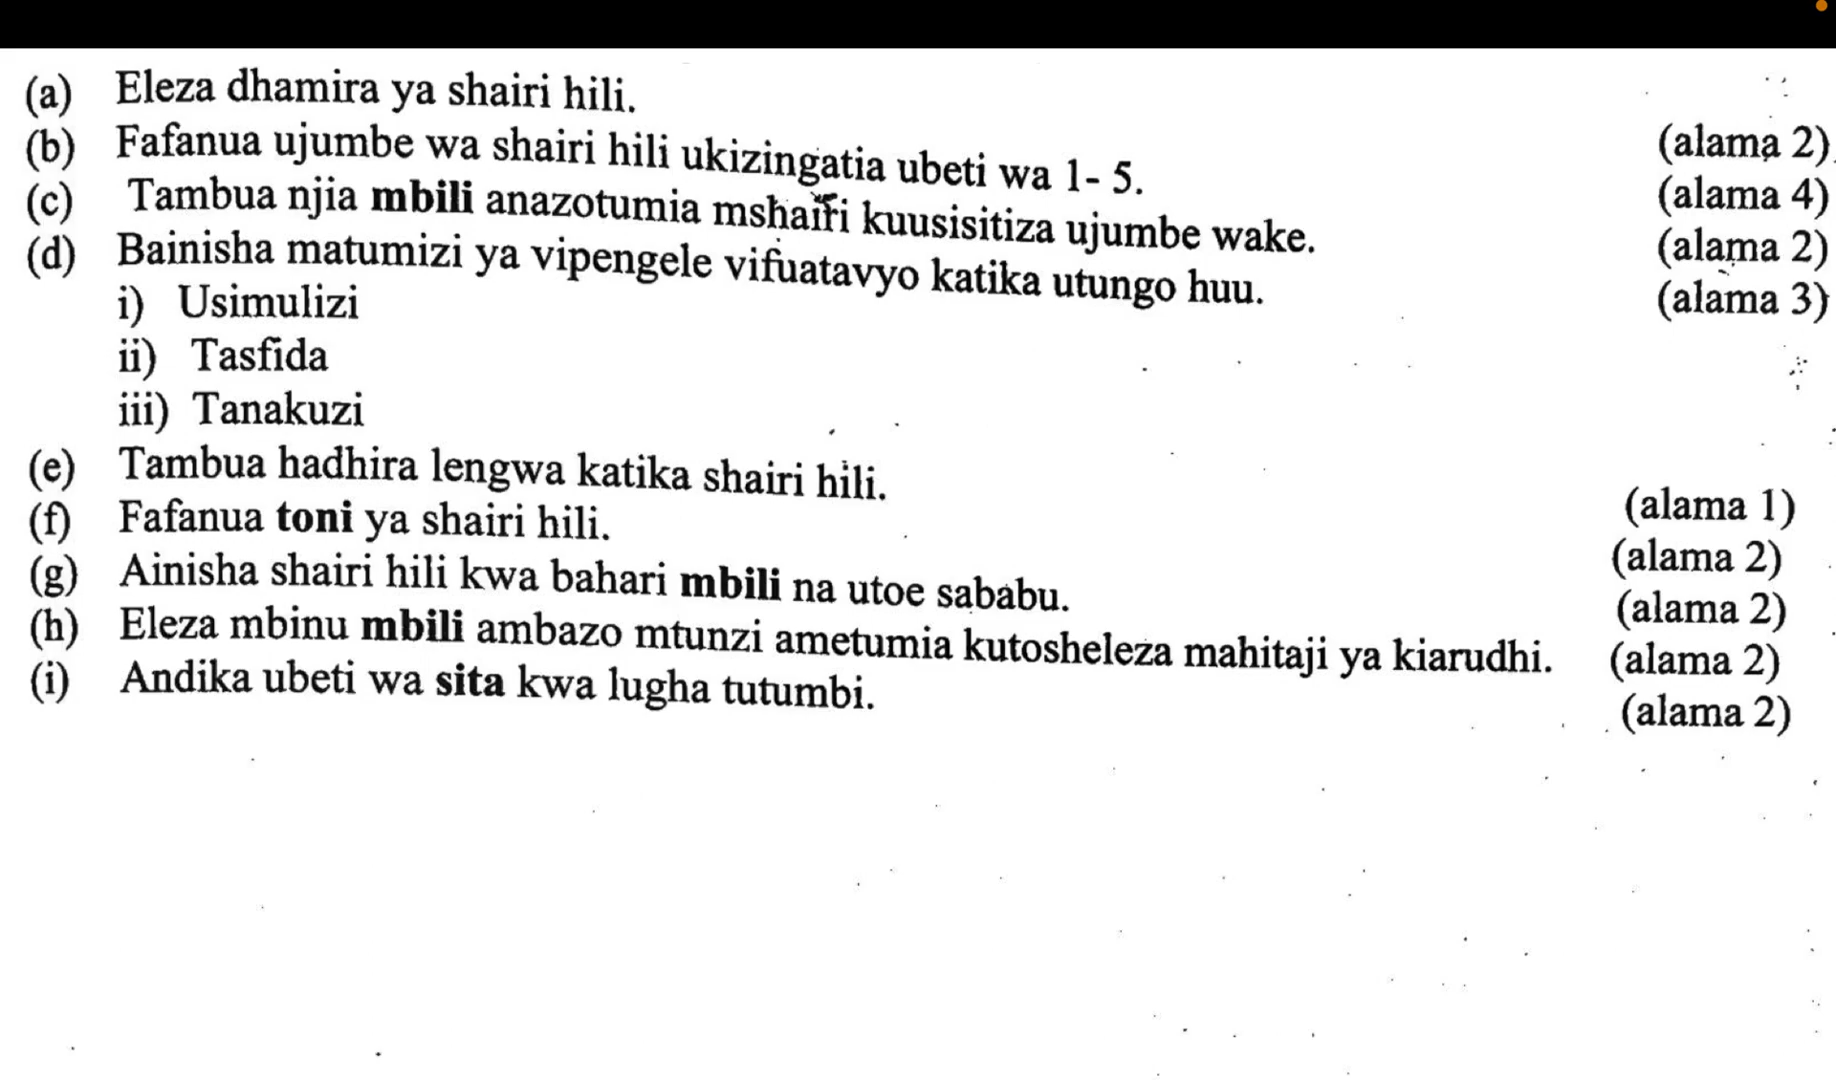 (a) Eleza dhamira ya shairi hili. (alama 2)
(b) Fafanua ujumbe wa shairi hili ukizingatia ubeti wa 1- 5. (alama 4)
(c) Tambua njia mbili anazotumia mshairi kuusisitiza ujumbe wake. (alama 2)
(d) Bainisha matumizi ya vipengele vifuatavyo katika utungo huu. (alama 3)
i) Usimulizi
ii) Tasfida
iii) Tanakuzi
(e) Tambua hadhira lengwa katika shairi hili. (alama 1)
(f) Fafanua toni ya shairi hili. (alama 2)
(g) Ainisha shairi hili kwa bahari mbili na utoe sababu. (alama 2)
(h) Eleza mbinu mbili ambazo mtunzi ametumia kutosheleza mahitaji ya kiarudhi. (alama 2)
(i) Andika ubeti wa sita kwa lugha tutumbi. (alama 2)